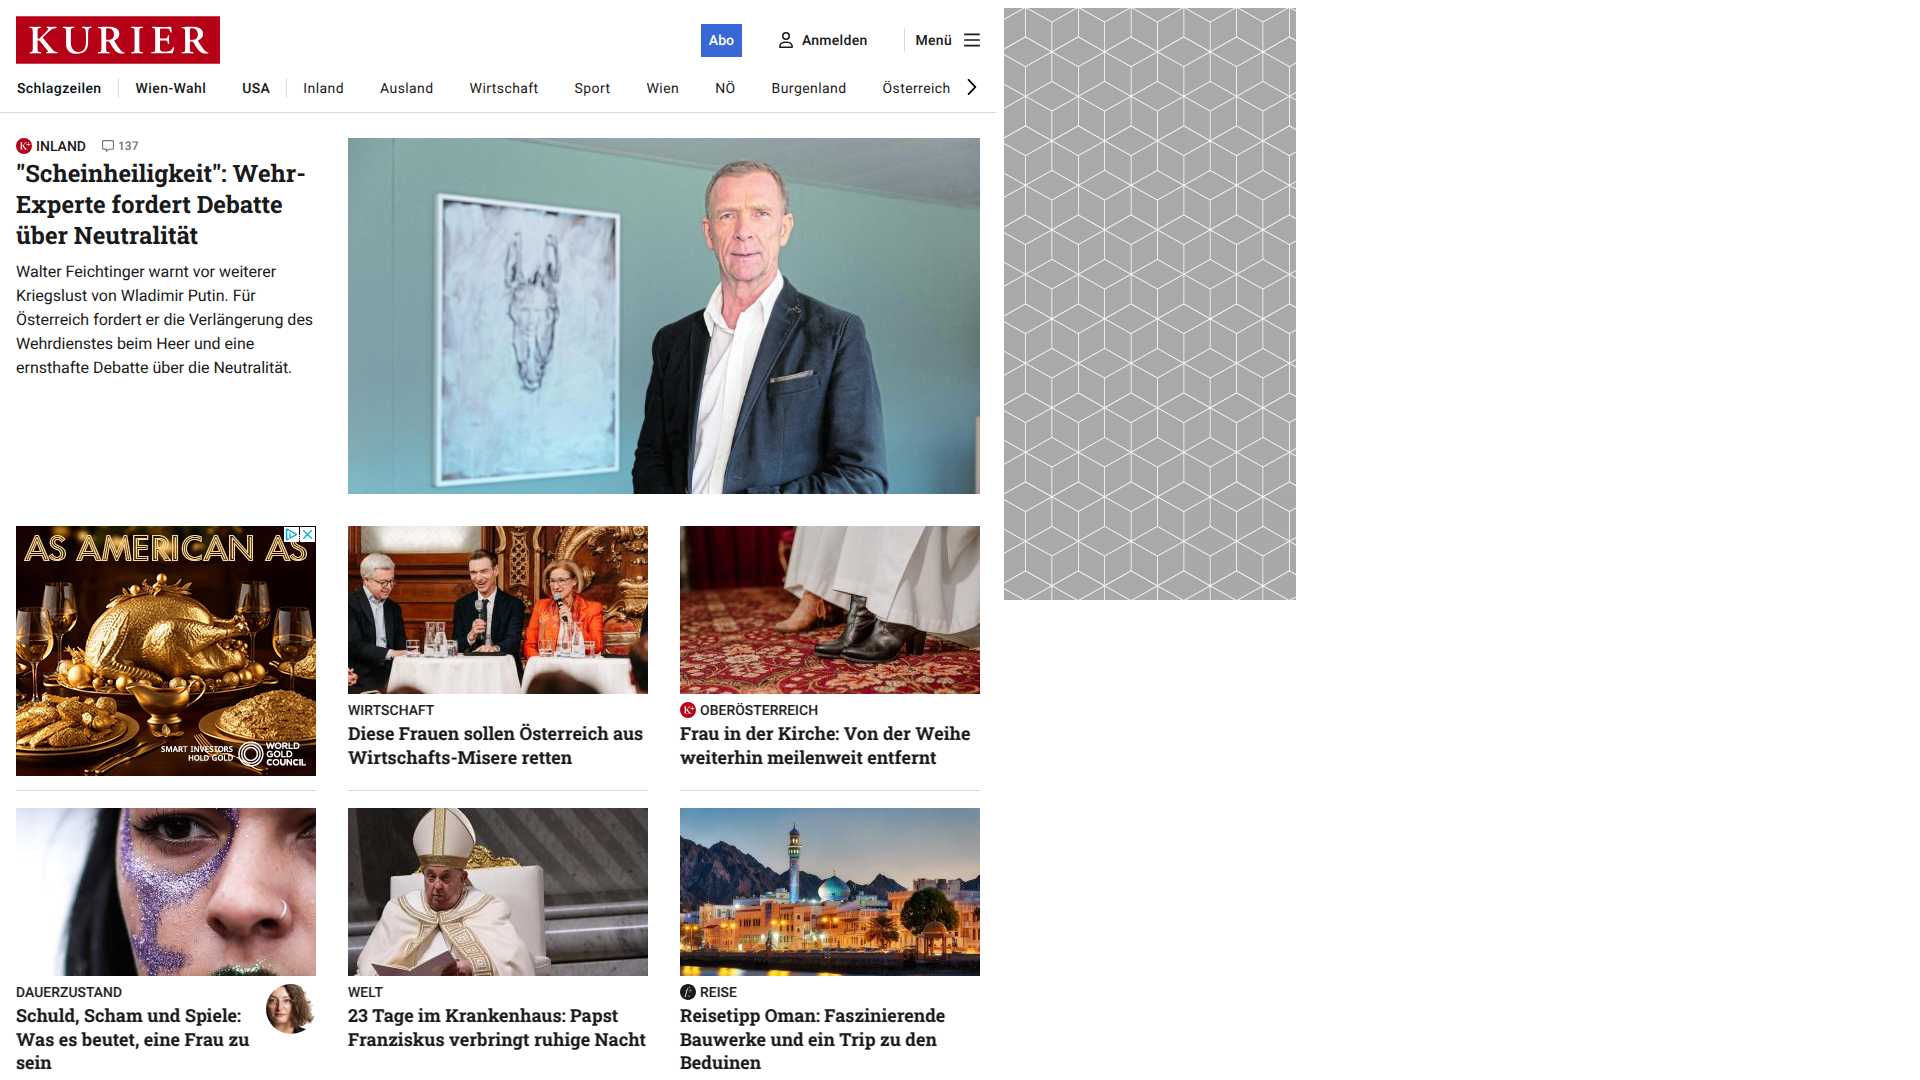 KURIER
Abo
Anmelden
Menü
Schlagzeilen
Wien-Wahl
USA
Inland
Ausland
Wirtschaft
Sport
Wien
NÖ
Burgenland
Österreich
K+ INLAND 137
"Scheinheiligkeit": Wehr-
Experte fordert Debatte
über Neutralität
Walter Feichtinger warnt vor weiterer
Kriegslust von Wladimir Putin. Für
Österreich fordert er die Verlängerung des
Wehrdienstes beim Heer und eine
ernsthafte Debatte über die Neutralität.
AS AMERICAN AS
SMART INVESTORS
HOLD GOLD
WORLD
GOLD
COUNCIL
WIRTSCHAFT
Diese Frauen sollen Österreich aus
Wirtschafts-Misere retten
K+ OBERÖSTERREICH
Frau in der Kirche: Von der Weihe
weiterhin meilenweit entfernt
DAUERZUSTAND
Schuld, Scham und Spiele:
Was es beutet, eine Frau zu
sein
WELT
23 Tage im Krankenhaus: Papst
Franziskus verbringt ruhige Nacht
REISE
Reisetipp Oman: Faszinierende
Bauwerke und ein Trip zu den
Beduinen